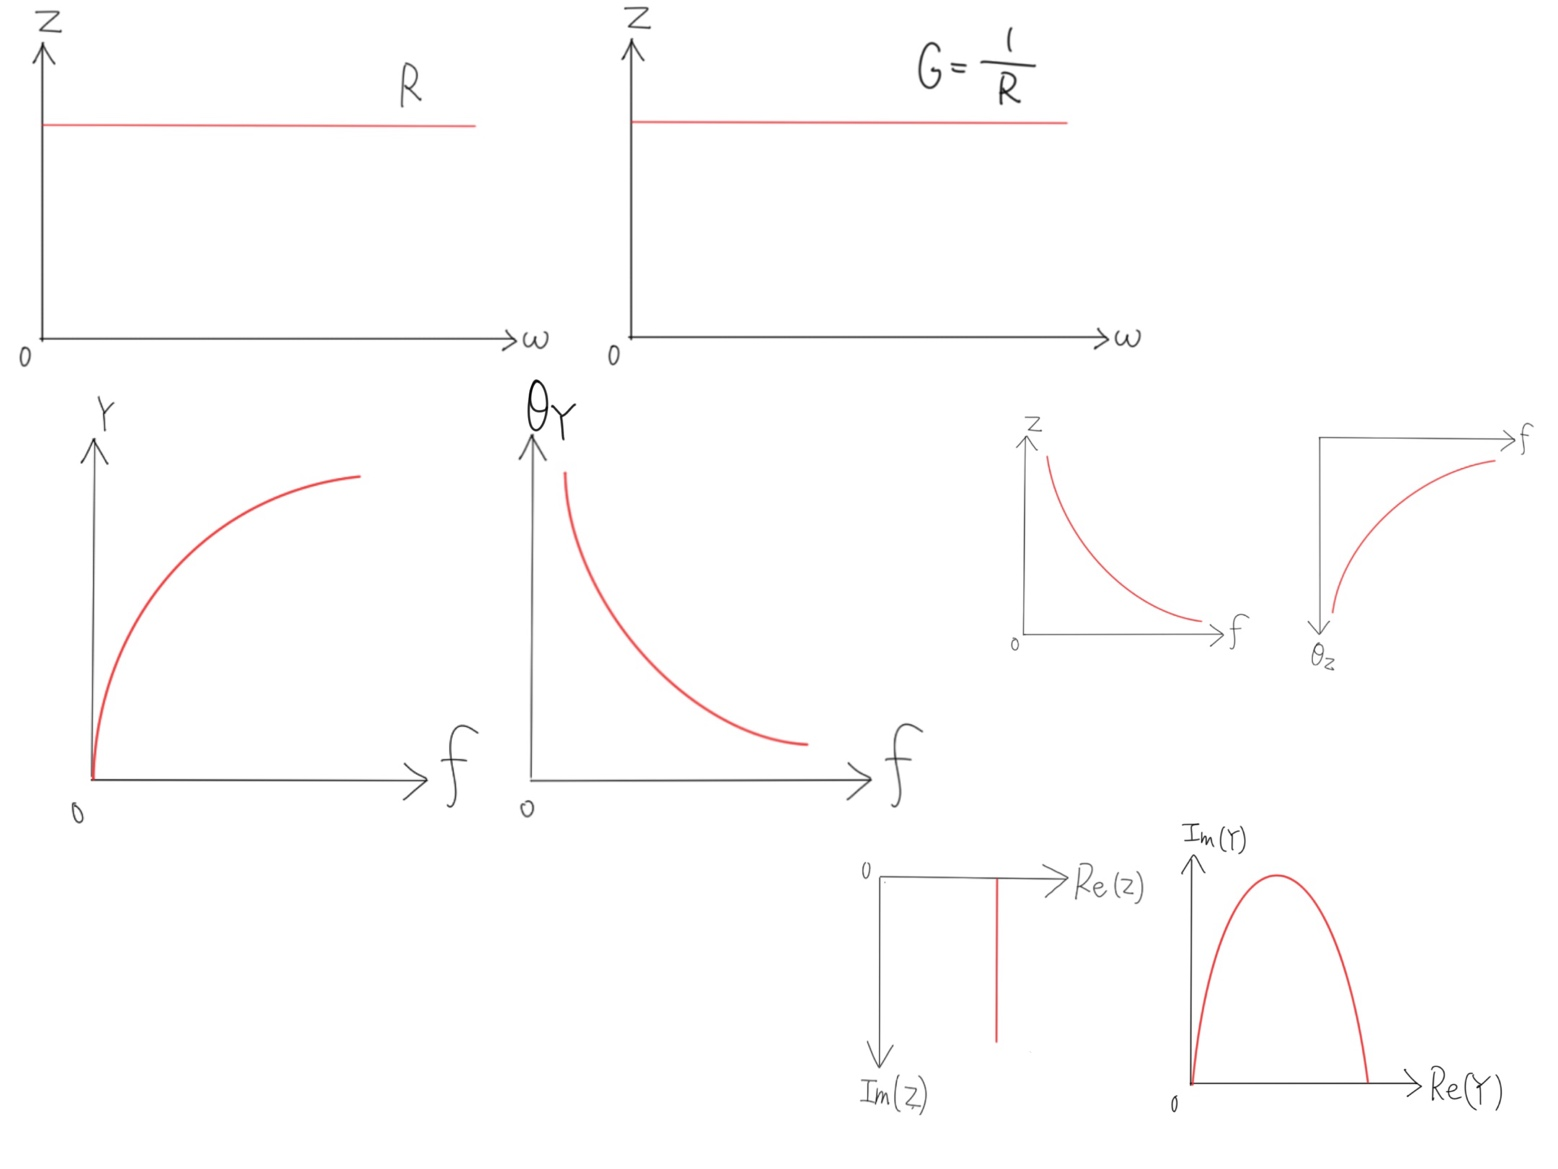 Z
R
0
ω
Z
G = 1/R
0
ω
Y
0
f
θY
0
f
Z
0
f
f
θz
0
Re(z)
Im(Z)
Im(Y)
0
Re(Y)